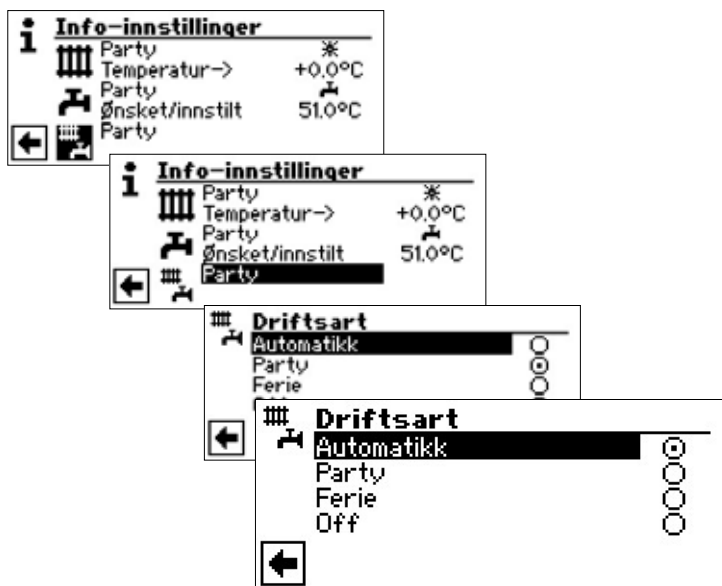 Info-innstillinger
Party
Temperatur-> +0.0°C
Party
Ønsket/innstilt 51.0°C
Party
Info-innstillinger
Party
Temperatur-> +0.0°C
Party
Ønsket/innstilt 51.0°C
Party
Driftsart
Automatikk
Party
Ferie
Driftsart
Automatikk
Party
Ferie
Off